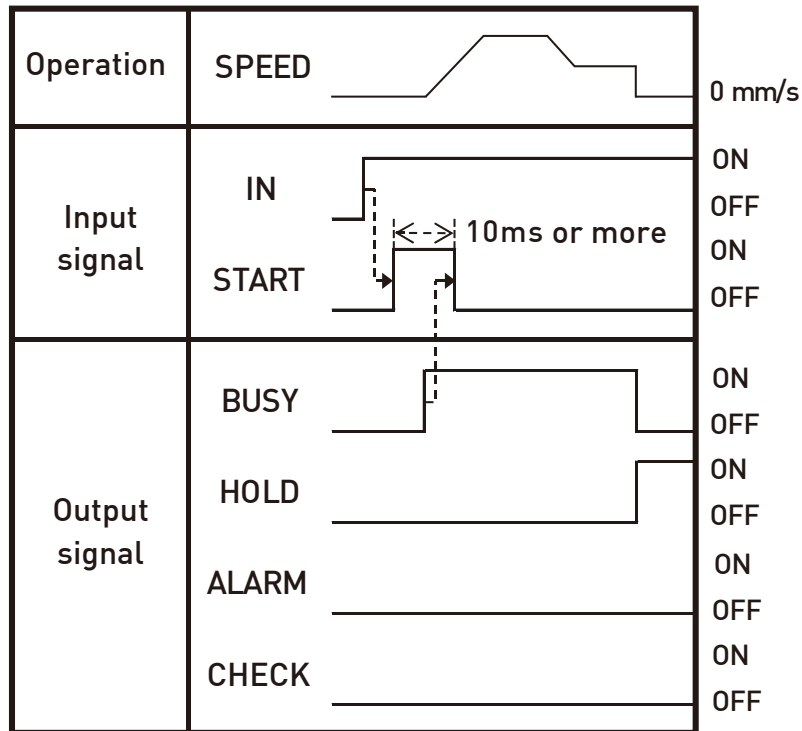 Operation
SPEED
0 mm/s
Input
signal
IN
ON
OFF
10ms or more
START
ON
OFF
Output
signal
BUSY
ON
OFF
HOLD
ON
OFF
ALARM
ON
OFF
CHECK
ON
OFF